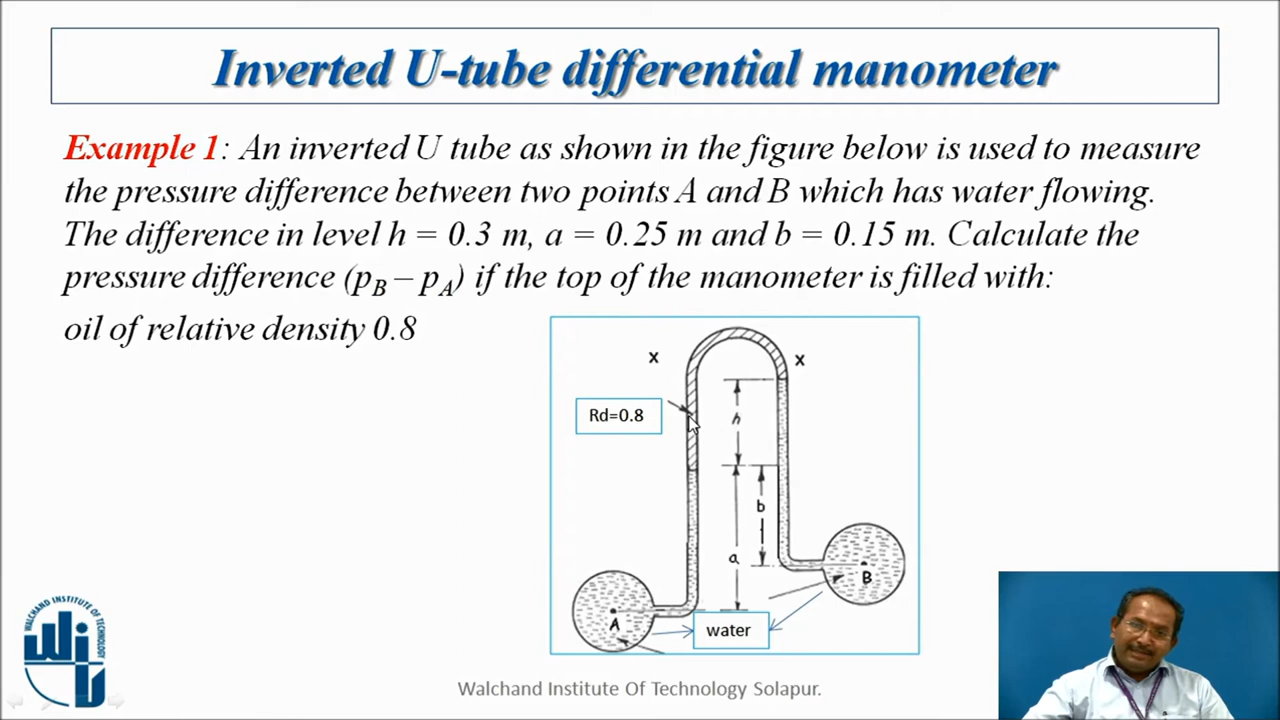 Inverted U-tube differential manometer
Example 1: An inverted U tube as shown in the figure below is used to measure
the pressure difference between two points A and B which has water flowing.
The difference in level h = 0.3 m, a = 0.25 m and b = 0.15 m. Calculate the
pressure difference (pB – pA) if the top of the manometer is filled with:
oil of relative density 0.8
x
x
Rd=0.8
h
b
a
B
A
water
WALCHAND INSTITUTE OF TECHNOLOGY
WIT
Walchand Institute Of Technology Solapur.